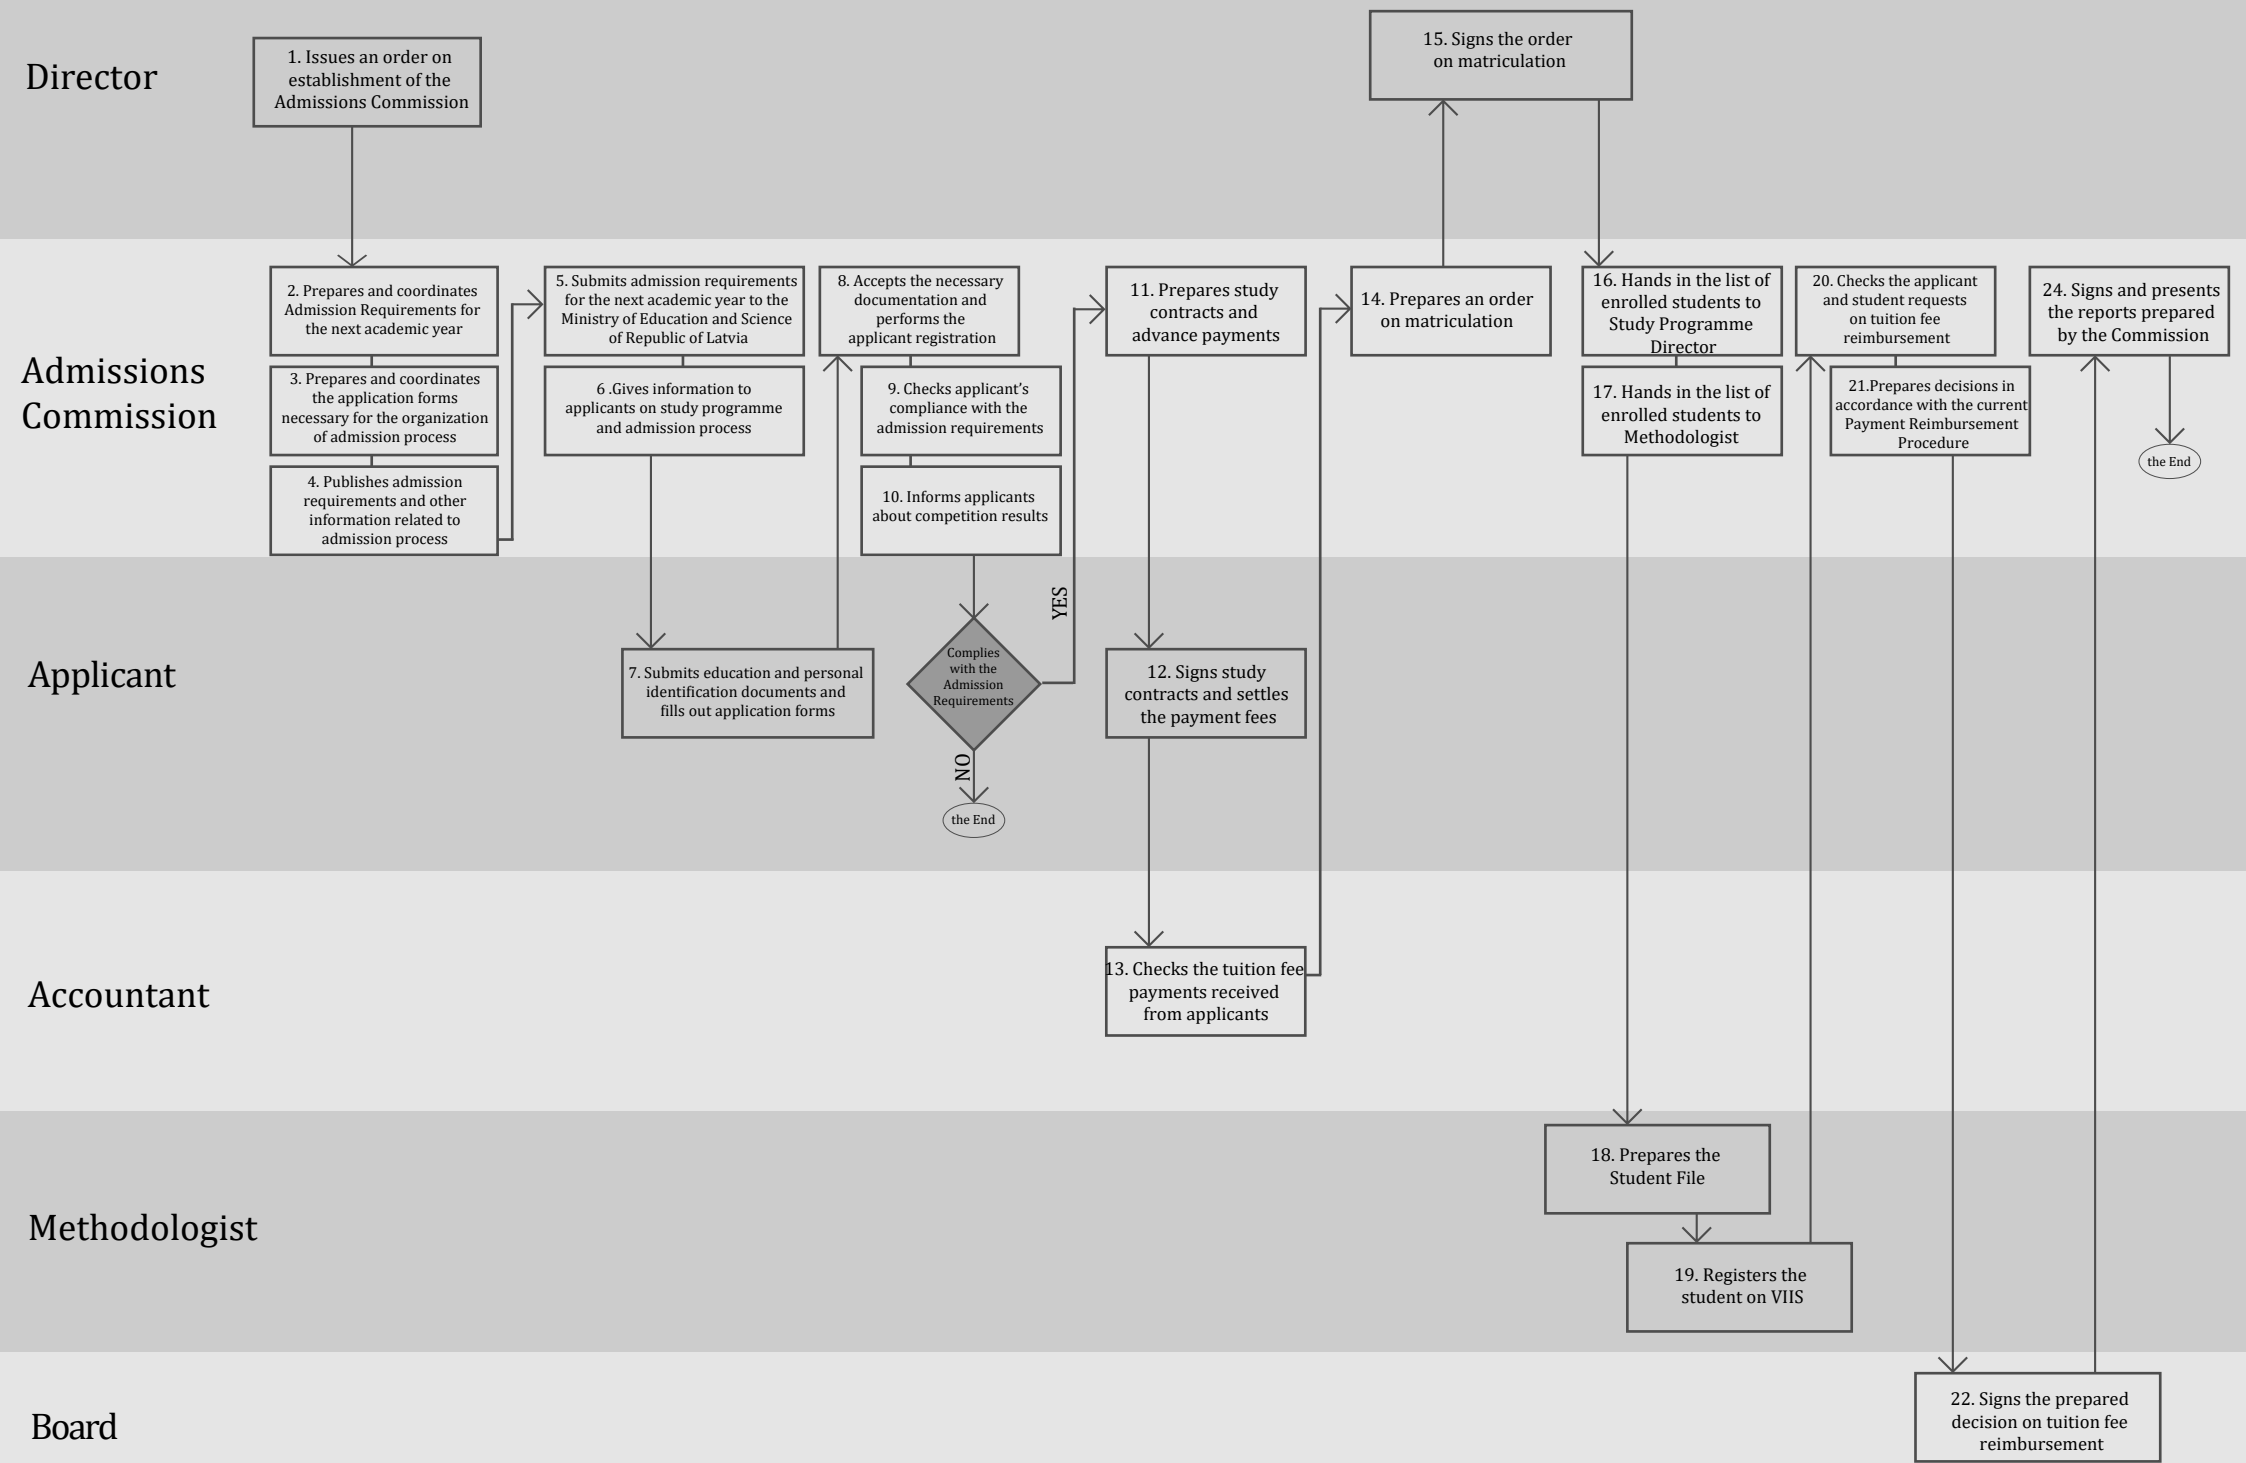 Director
1. Issues an order on
establishment of the
Admissions Commission
15. Signs the order
on matriculation
Admissions
Commission
2. Prepares and coordinates
Admission Requirements for
the next academic year
3. Prepares and coordinates
the application forms
necessary for the organization
of admission process
4. Publishes admission
requirements and other
information related to
admission process
5. Submits admission requirements
for the next academic year to the
Ministry of Education and Science
of Republic of Latvia
6 .Gives information to
applicants on study programme
and admission process
8. Accepts the necessary
documentation and
performs the
applicant registration
9. Checks applicant’s
compliance with the
admission requirements
10. Informs applicants
about competition results
11. Prepares study
contracts and
advance payments
14. Prepares an order
on matriculation
16. Hands in the list of
enrolled students to
Study Programme
Director
17. Hands in the list of
enrolled students to
Methodologist
20. Checks the applicant
and student requests
on tuition fee
reimbursement
21.Prepares decisions in
accordance with the current
Payment Reimbursement
Procedure
24. Signs and presents
the reports prepared
by the Commission
the End
Applicant
7. Submits education and personal
identification documents and
fills out application forms
Complies
with the
Admission
Requirements
YES
NO
the End
12. Signs study
contracts and settles
the payment fees
Accountant
13. Checks the tuition fee
payments received
from applicants
Methodologist
18. Prepares the
Student File
19. Registers the
student on VIIS
Board
22. Signs the prepared
decision on tuition fee
reimbursement